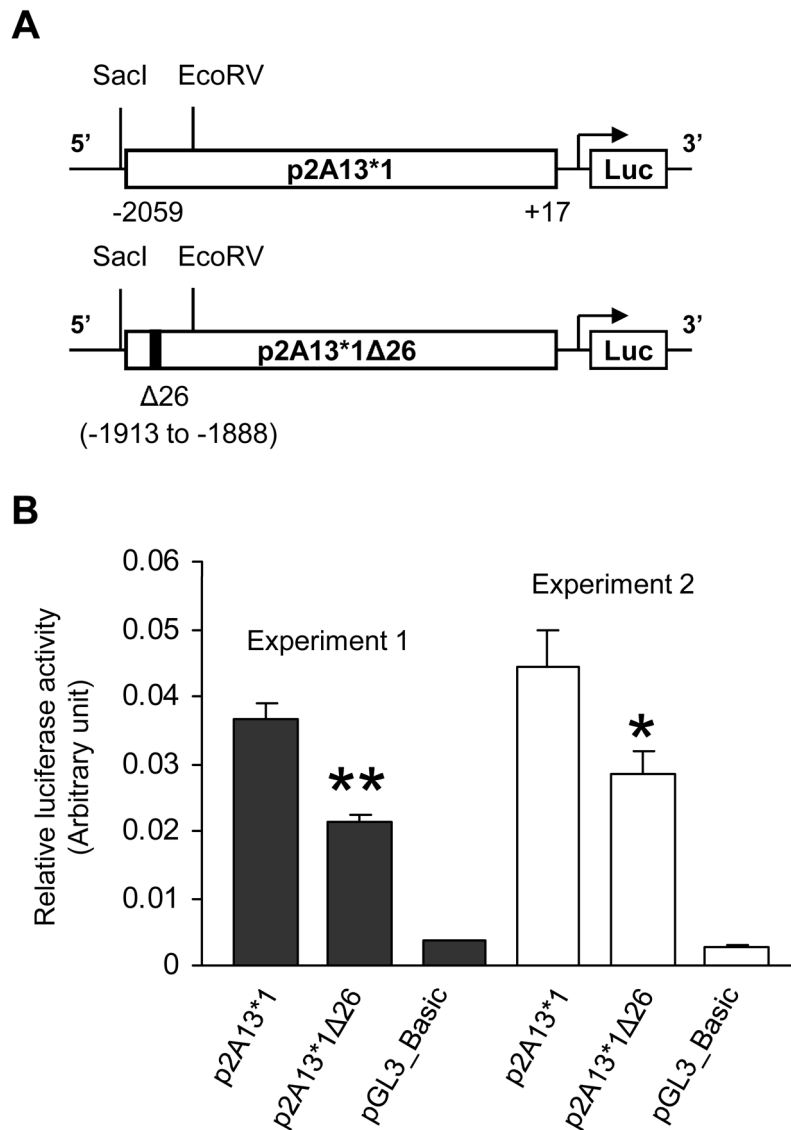 A
SacI EcoRV
5’ p2A13*1 Luc 3’
-2059 +17
SacI EcoRV
5’ p2A13*1Δ26 Luc 3’
Δ26
(-1913 to -1888)
B
Relative luciferase activity
(Arbitrary unit)
0.06
0.05
0.04
0.03
0.02
0.01
0
Experiment 1
Experiment 2
**
*
p2A13*1
p2A13*1Δ26
pGL3_Basic
p2A13*1
p2A13*1Δ26
pGL3_Basic